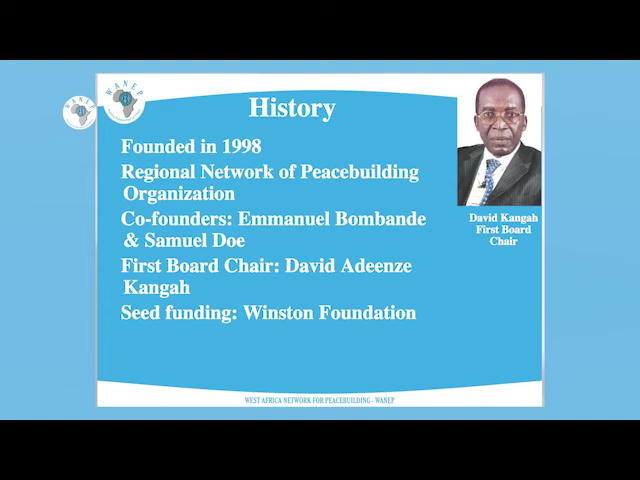 WANEP
WANEP
History
Founded in 1998
Regional Network of Peacebuilding
Organization
Co-founders: Emmanuel Bombande
& Samuel Doe
First Board Chair: David Adeenze
Kangah
Seed funding: Winston Foundation
David Kangah
First Board
Chair
WEST AFRICA NETWORK FOR PEACEBUILDING - WANEP